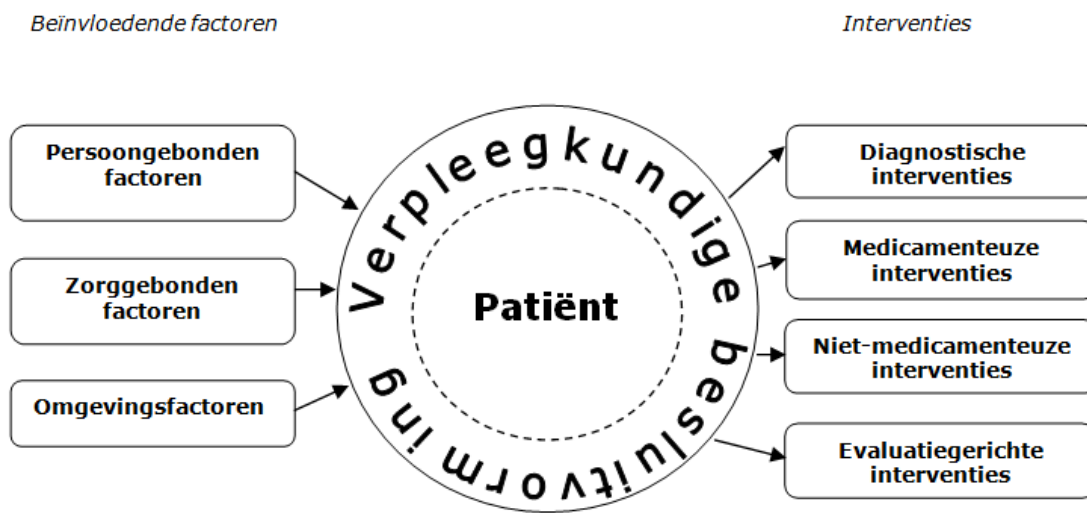 Beïnvloedende factoren
Interventies
Persoongebonden
factoren
Zorggebonden
factoren
Omgevingsfactoren
Verpleegkundige besluitvorming
Patiënt
Diagnostische
interventies
Medicamenteuze
interventies
Niet-medicamenteuze
interventies
Evaluatiegerichte
interventies